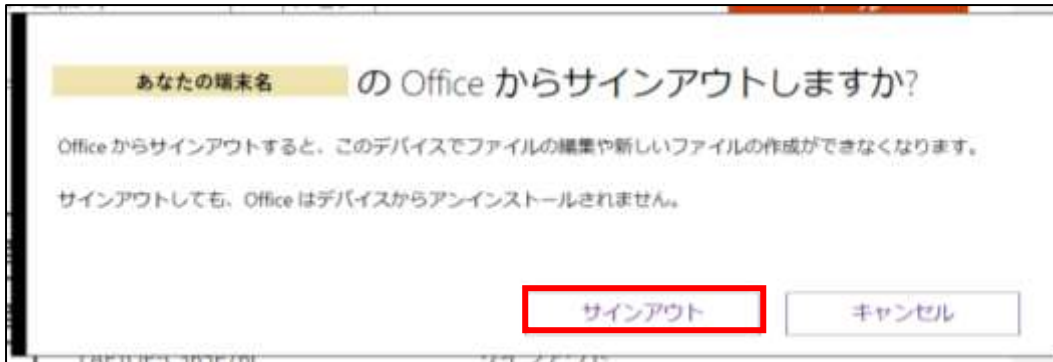 あなたの端末名 の Office からサインアウトしますか?
Office からサインアウトすると、このデバイスでファイルの編集や新しいファイルの作成ができなくなります。
サインアウトしても、Office はデバイスからアンインストールされません。
サインアウト キャンセル